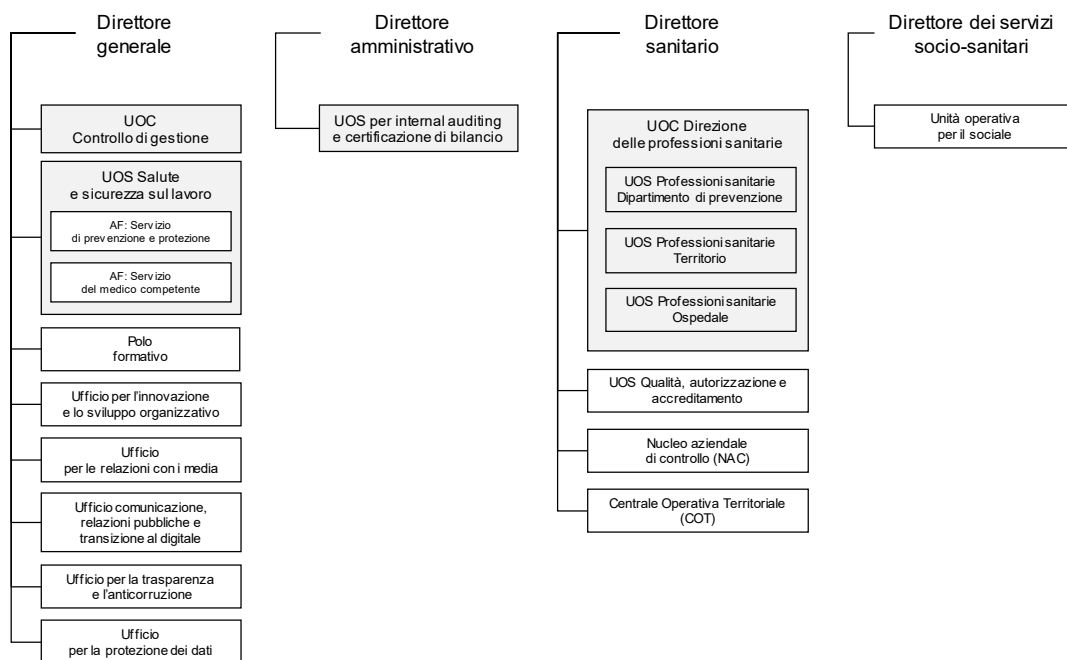 Direttore
generale
UOC
Controllo di gestione
UOS Salute
e sicurezza sul lavoro
AF: Servizio
di prevenzione e protezione
AF: Servizio
del medico competente
Polo
formativo
Ufficio per l'innovazione
e lo sviluppo organizzativo
Ufficio
per le relazioni con i media
Ufficio comunicazione,
relazioni pubbliche e
transizione al digitale
Ufficio per la trasparenza
e l'anticorruzione
Ufficio
per la protezione dei dati
Direttore
amministrativo
UOS per internal auditing
e certificazione di bilancio
Direttore
sanitario
UOC Direzione
delle professioni sanitarie
UOS Professioni sanitarie
Dipartimento di prevenzione
UOS Professioni sanitarie
Territorio
UOS Professioni sanitarie
Ospedale
UOS Qualità, autorizzazione e
accreditamento
Nucleo aziendale
di controllo (NAC)
Centrale Operativa Territoriale
(COT)
Direttore dei servizi
socio-sanitari
Unità operativa
per il sociale